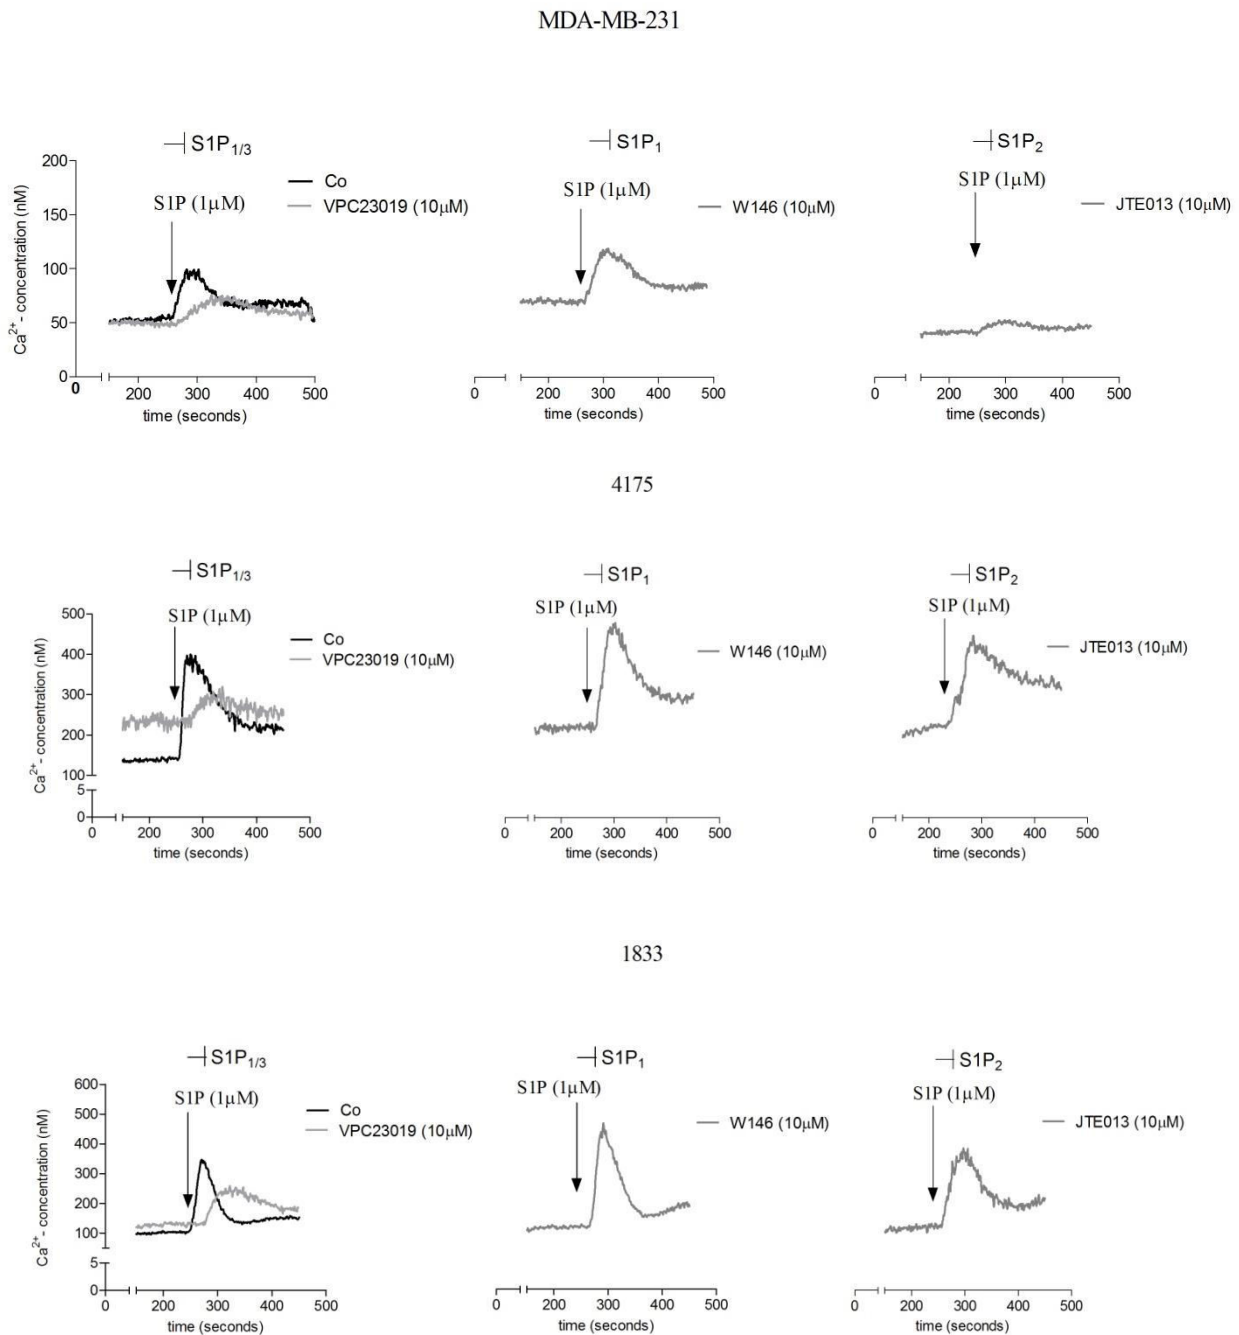 MDA-MB-231
S1P1/3
S1P (1µM)
Co
VPC23019 (10µM)
S1P1
S1P (1µM)
W146 (10µM)
S1P2
S1P (1µM)
JTE013 (10µM)
Ca2+- concentration (nM)
200
150
100
50
0
0 200 300 400 500
time (seconds)
0 200 300 400 500
time (seconds)
0 200 300 400 500
time (seconds)
4175
S1P1/3
S1P (1µM)
Co
VPC23019 (10µM)
S1P1
S1P (1µM)
W146 (10µM)
S1P2
S1P (1µM)
JTE013 (10µM)
Ca2+- concentration (nM)
500
400
300
200
100
5
0
0 200 300 400 500
time (seconds)
0 200 300 400 500
time (seconds)
0 200 300 400 500
time (seconds)
1833
S1P1/3
S1P (1µM)
Co
VPC23019 (10µM)
S1P1
S1P (1µM)
W146 (10µM)
S1P2
S1P (1µM)
JTE013 (10µM)
Ca2+- concentration (nM)
600
500
400
300
200
100
5
0
0 200 300 400 500
time (seconds)
0 200 300 400 500
time (seconds)
0 200 300 400 500
time (seconds)